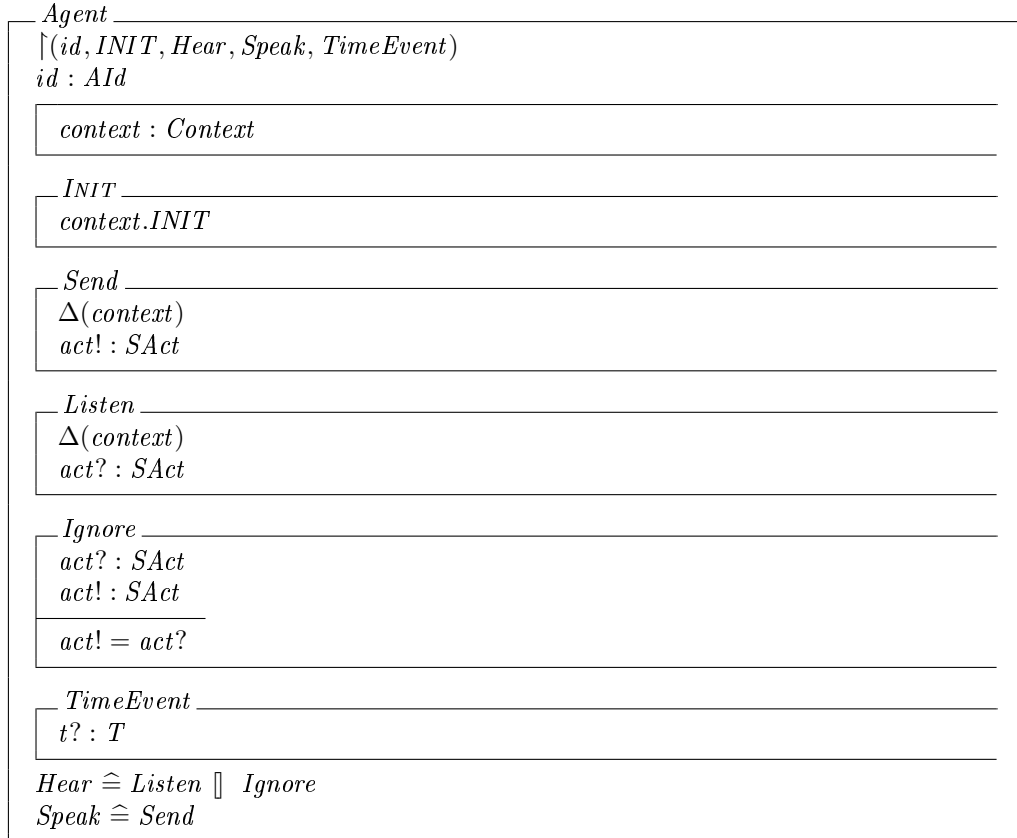 Agent
↾(id, INIT, Hear, Speak, TimeEvent)
id : AId
context : Context
INIT
context.INIT
Send
Δ(context)
act! : SAct
Listen
Δ(context)
act? : SAct
Ignore
act? : SAct
act! : SAct
act! = act?
TimeEvent
t? : T
Hear ≙ Listen [] Ignore
Speak ≙ Send